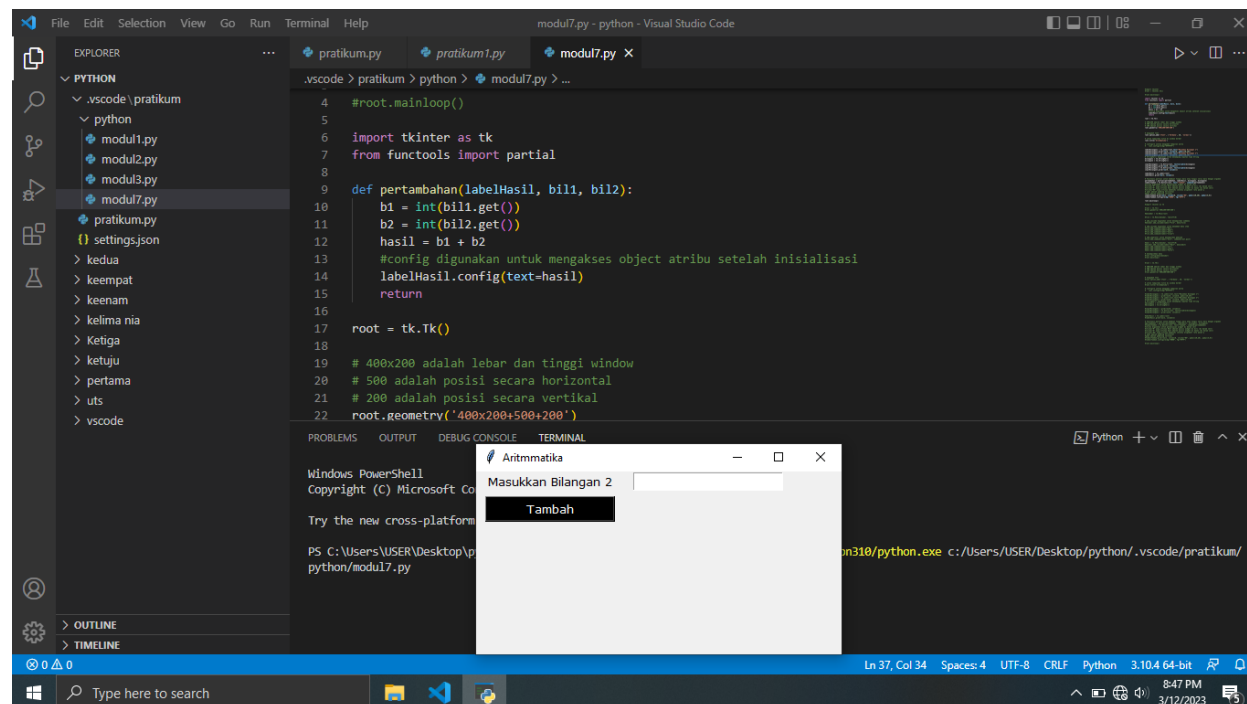 File Edit Selection View Go Run Terminal Help modul7.py - python - Visual Studio Code
EXPLORER
PYTHON
.vscode \ pratikum
python
modul1.py
modul2.py
modul3.py
modul7.py
pratikum.py
{} settings.json
kedua
keempat
keenam
kelima nia
Ketiga
ketuju
pertama
uts
vscode
OUTLINE
TIMELINE
pratikum.py pratikum1.py modul7.py
.vscode > pratikum > python > modul7.py > ...
4 #root.mainloop()
5
6 import tkinter as tk
7 from functools import partial
8
9 def pertambahan(labelHasil, bil1, bil2):
10 b1 = int(bil1.get())
11 b2 = int(bil2.get())
12 hasil = b1 + b2
13 #config digunakan untuk mengakses object atribu setelah inisialisasi
14 labelHasil.config(text=hasil)
15 return
16
17 root = tk.Tk()
18
19 # 400x200 adalah lebar dan tinggi window
20 # 500 adalah posisi secara horizontal
21 # 200 adalah posisi secara vertikal
22 root.geometry('400x200+500+200')
PROBLEMS OUTPUT DEBUG CONSOLE TERMINAL Python
Windows PowerShell
Copyright (C) Microsoft Co
Try the new cross-platform
PS C:\Users\USER\Desktop\p on310/python.exe c:/Users/USER/Desktop/python/.vscode/pratikum/
python/modul7.py
Aritmmatika
Masukkan Bilangan 2
Tambah
0 0 Ln 37, Col 34 Spaces: 4 UTF-8 CRLF Python 3.10.4 64-bit
Type here to search
8:47 PM
3/12/2023
5